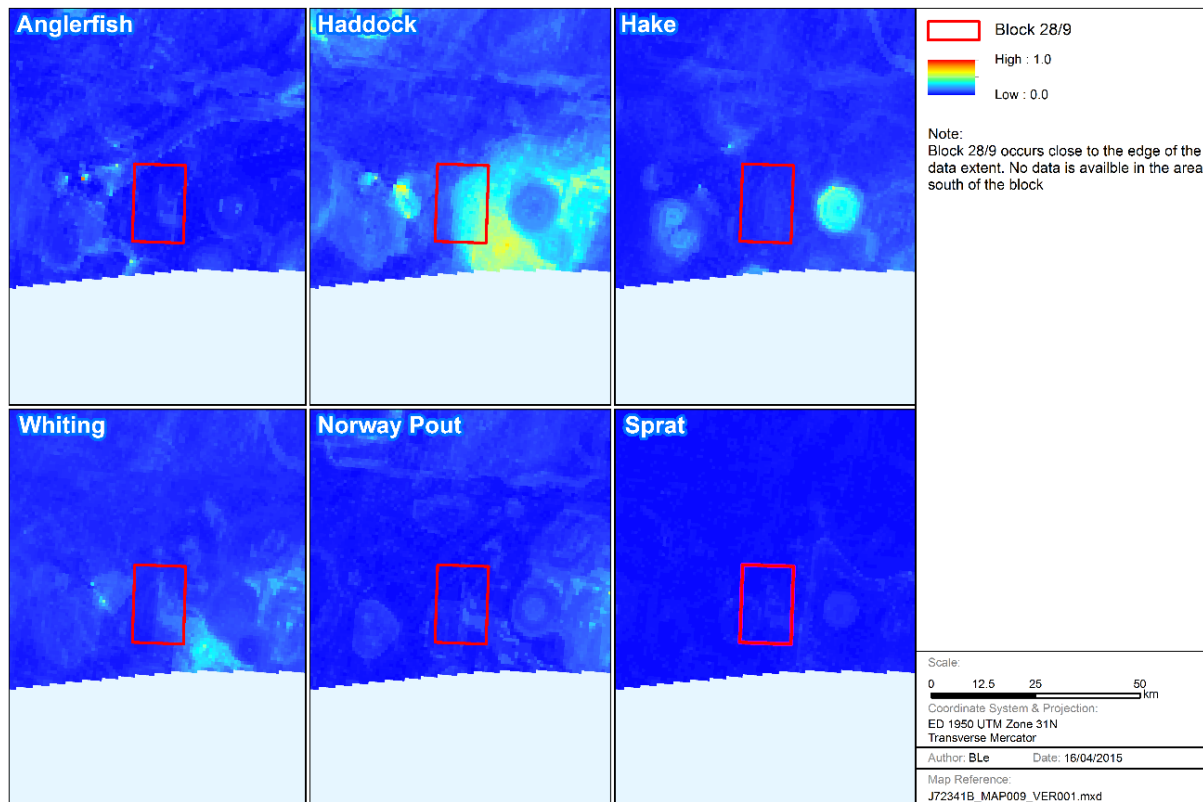 Anglerfish
Haddock
Hake
Whiting
Norway Pout
Sprat
Block 28/9
High : 1.0
Low : 0.0
Note:
Block 28/9 occurs close to the edge of the
data extent. No data is availble in the area
south of the block
Scale:
0 12.5 25 50
km
Coordinate System & Projection:
ED 1950 UTM Zone 31N
Transverse Mercator
Author: BLe Date: 16/04/2015
Map Reference:
J72341B_MAP009_VER001.mxd